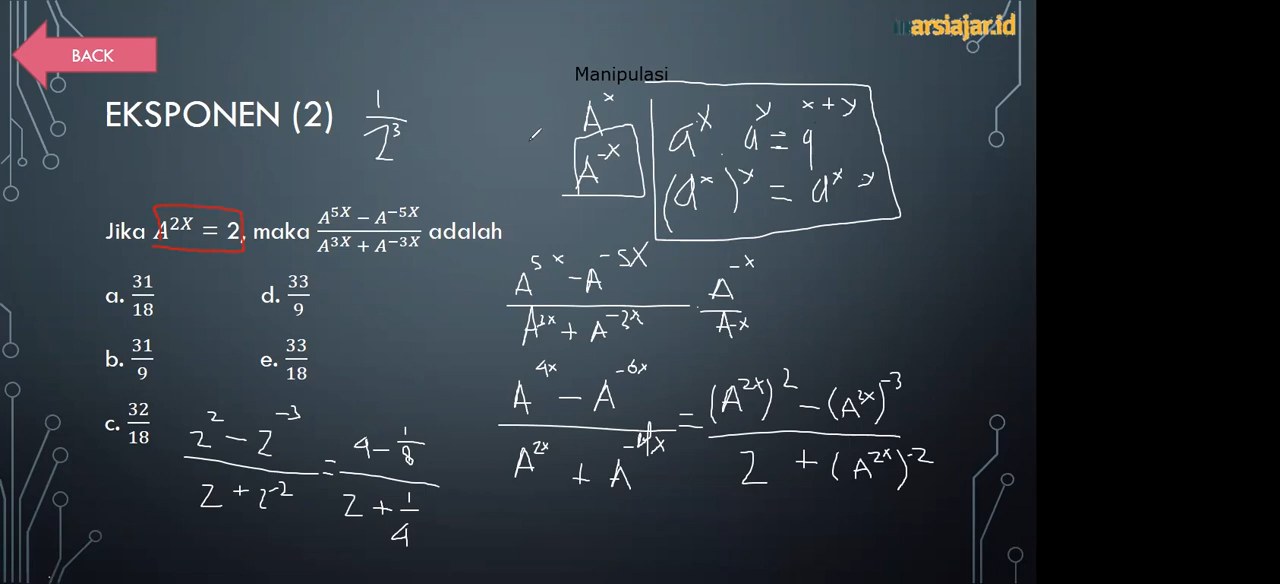 arsiajar.id
BACK
Manipulasi
EKSPONEN (2)
1/2^3
A^x
A^-x
a^x . a^y = a^x+y
(a^x)^y = a^x.y
Jika A^2X = 2, maka (A^5X − A^−5X)/(A^3X + A^−3X) adalah
a. 31/18
d. 33/9
b. 31/9
e. 33/18
c. 32/18
(A^5x − A^−5x)/(A^3x + A^−3x) . A^−x/A^−x
(A^4x − A^−6x)/(A^2x + A^−4x) = ((A^2x)^2 − (A^2x)^−3)/(2 + (A^2x)^−2)
(2^2 − 2^−3)/(2 + 2^−2) = (4 − 1/8)/(2 + 1/4)